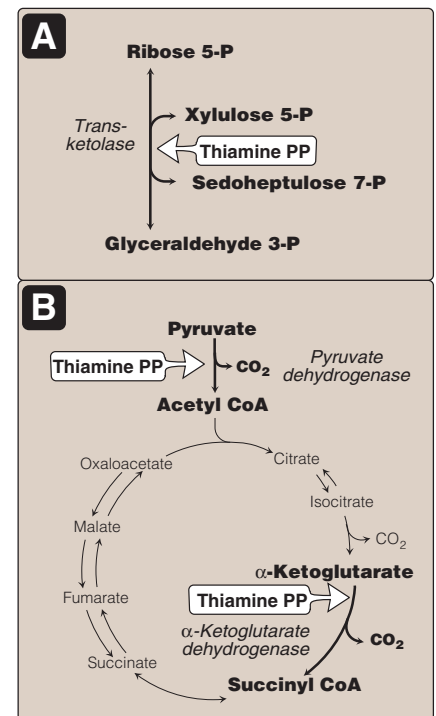 A
Ribose 5-P
Trans-
ketolase
Xylulose 5-P
Thiamine PP
Sedoheptulose 7-P
Glyceraldehyde 3-P
B
Pyruvate
Thiamine PP
CO₂
Pyruvate
dehydrogenase
Acetyl CoA
Oxaloacetate
Citrate
Isocitrate
Malate
CO₂
α-Ketoglutarate
Fumarate
Thiamine PP
α-Ketoglutarate
dehydrogenase
CO₂
Succinate
Succinyl CoA